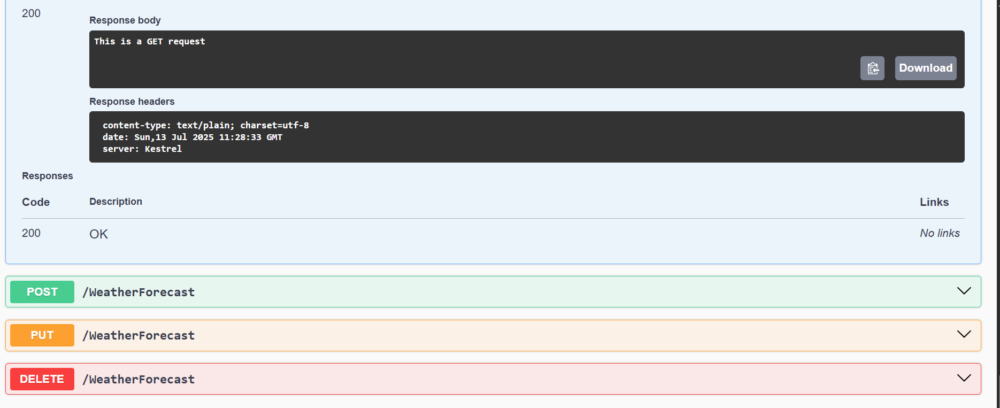 200
Response body
This is a GET request
Download
Response headers
content-type: text/plain; charset=utf-8
date: Sun,13 Jul 2025 11:28:33 GMT
server: Kestrel
Responses
Code Description Links
200 OK No links
POST /WeatherForecast
PUT /WeatherForecast
DELETE /WeatherForecast